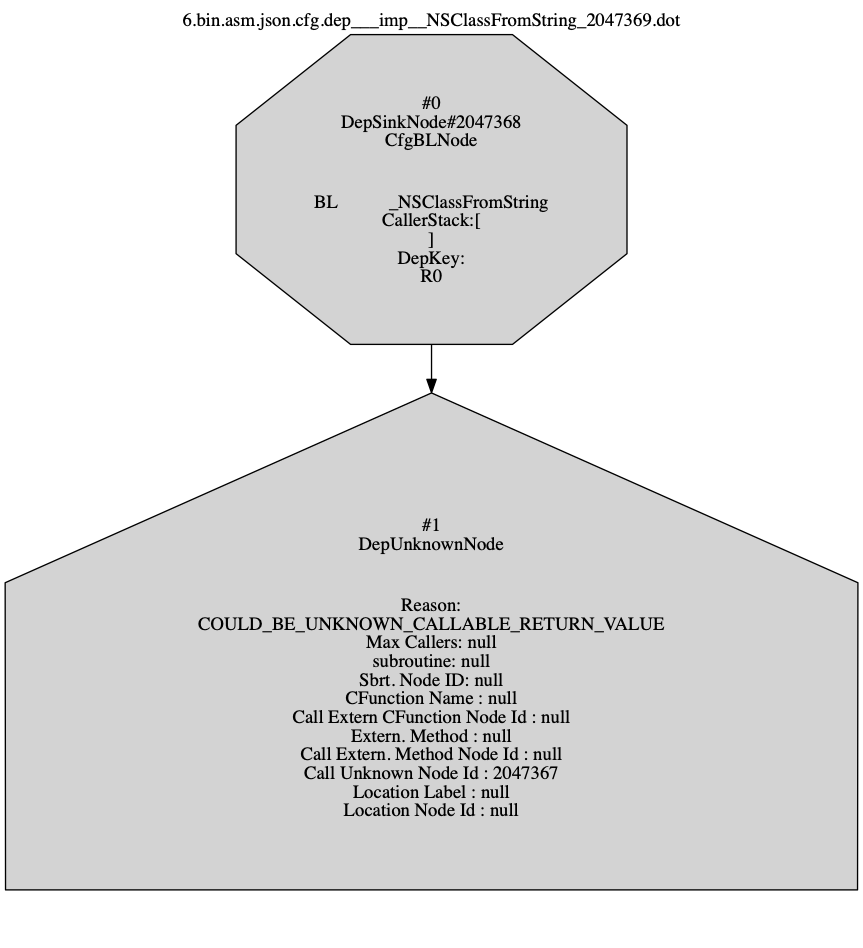 6.bin.asm.json.cfg.dep___imp__NSClassFromString_2047369.dot
#0
DepSinkNode#2047368
CfgBLNode
BL _NSClassFromString
CallerStack:[
]
DepKey:
R0
#1
DepUnknownNode
Reason:
COULD_BE_UNKNOWN_CALLABLE_RETURN_VALUE
Max Callers: null
subroutine: null
Sbrt. Node ID: null
CFunction Name : null
Call Extern CFunction Node Id : null
Extern. Method : null
Call Extern. Method Node Id : null
Call Unknown Node Id : 2047367
Location Label : null
Location Node Id : null